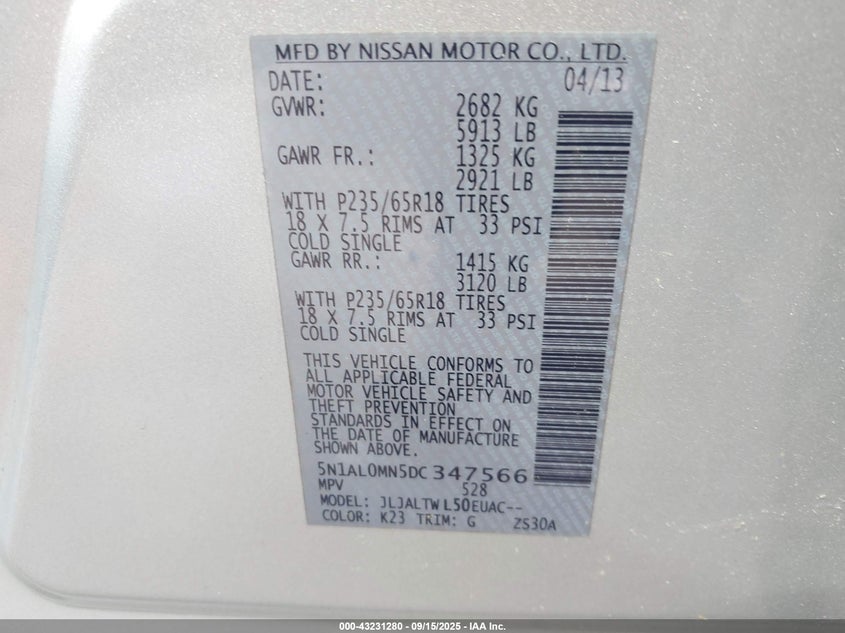 MFD BY NISSAN MOTOR CO., LTD.
DATE: 04/13
GVWR: 2682 KG
5913 LB
GAWR FR.: 1325 KG
2921 LB
WITH P235/65R18 TIRES
18 X 7.5 RIMS AT 33 PSI
COLD SINGLE
GAWR RR.: 1415 KG
3120 LB
WITH P235/65R18 TIRES
18 X 7.5 RIMS AT 33 PSI
COLD SINGLE
THIS VEHICLE CONFORMS TO
ALL APPLICABLE FEDERAL
MOTOR VEHICLE SAFETY AND
THEFT PREVENTION
STANDARDS IN EFFECT ON
THE DATE OF MANUFACTURE
SHOWN ABOVE.
5N1AL0MN5DC347566
MPV 528
MODEL: JLJALTWL50EUAC--
COLOR: K23 TRIM: G ZS30A
000-43231280 - 09/15/2025 - IAA Inc.